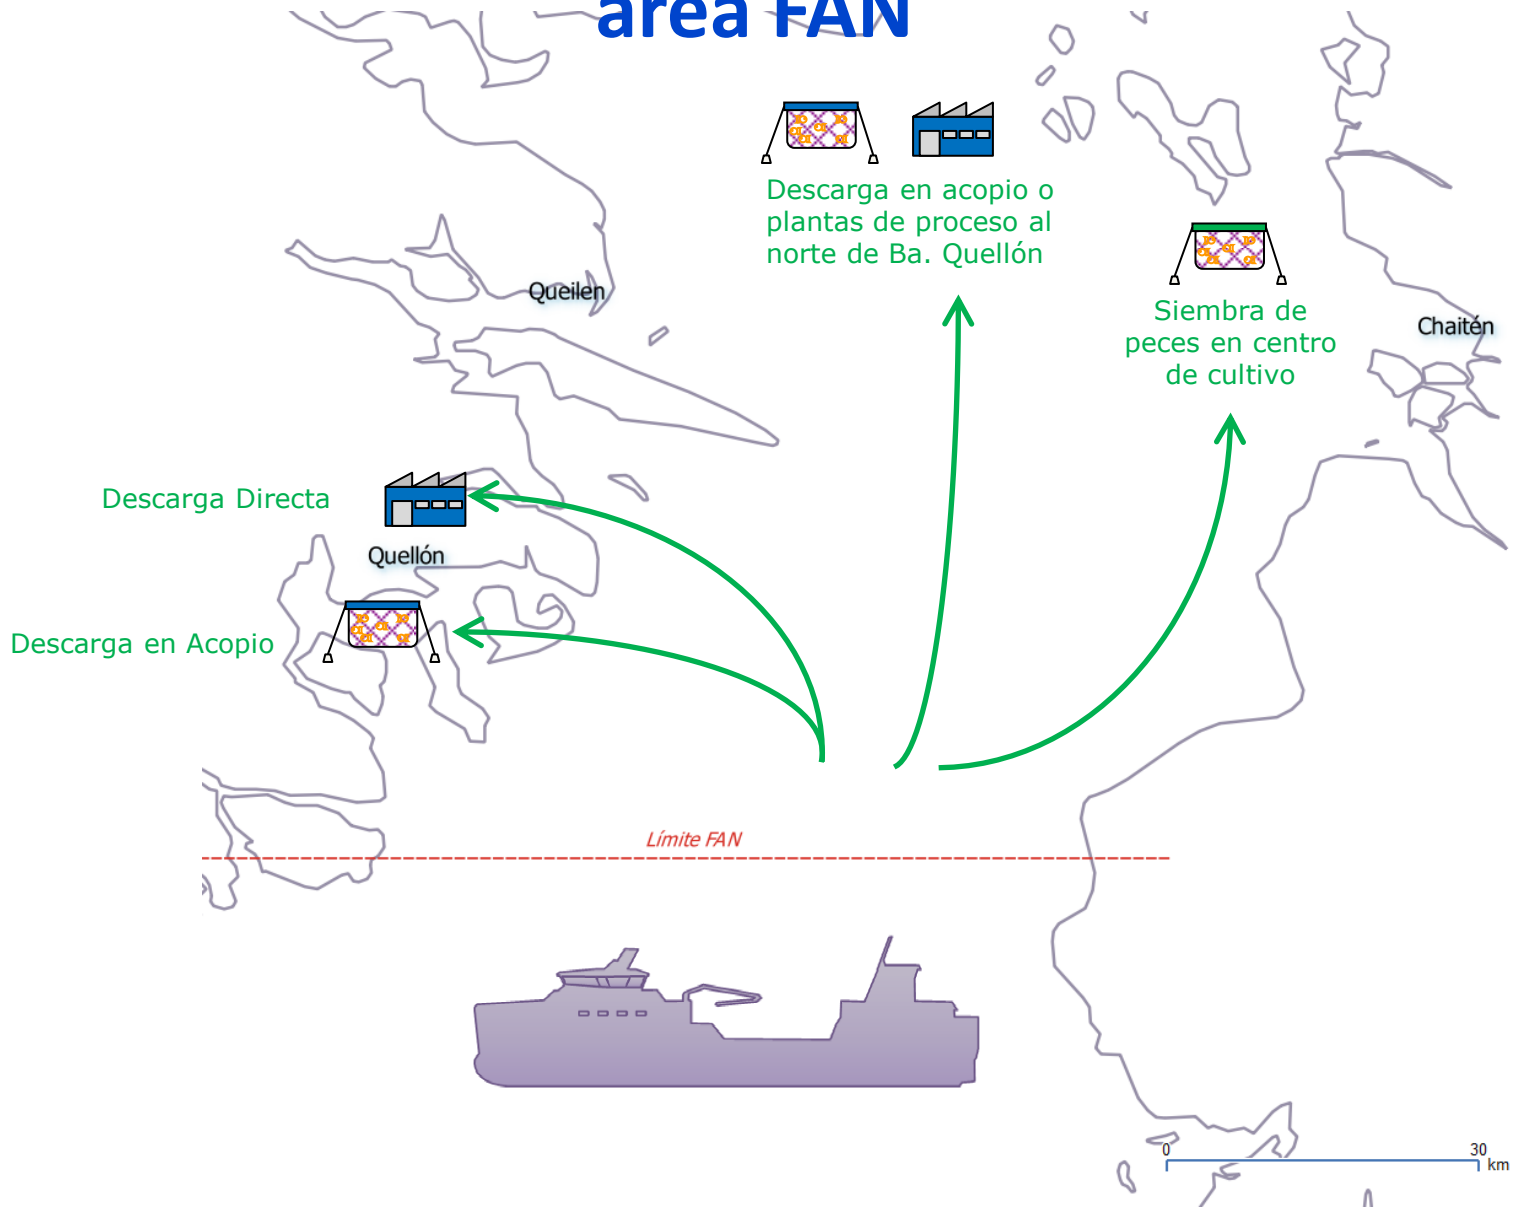 área FAN
Descarga en acopio o
plantas de proceso al
norte de Ba. Quellón
Queilen
Siembra de
peces en centro
de cultivo
Chaitén
Descarga Directa
Quellón
Descarga en Acopio
Límite FAN
0 30
km